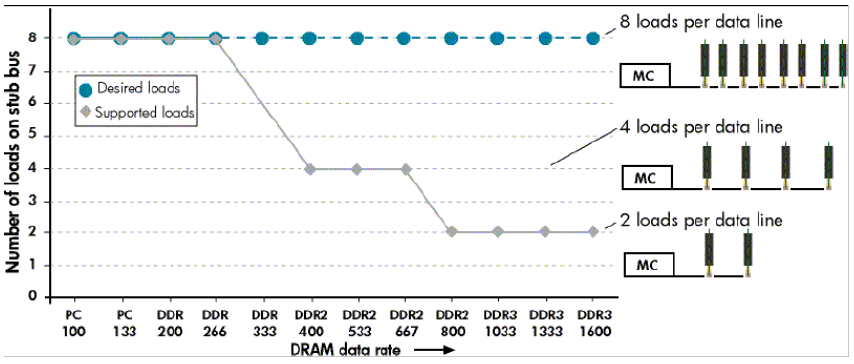 Number of loads on stub bus
8
7
6
5
4
3
2
1
0
Desired loads
Supported loads
PC 100
PC 133
DDR 200
DDR 266
DDR 333
DDR2 400
DDR2 533
DDR2 667
DDR2 800
DDR3 1033
DDR3 1333
DDR3 1600
DRAM data rate
8 loads per data line
MC
4 loads per data line
MC
2 loads per data line
MC